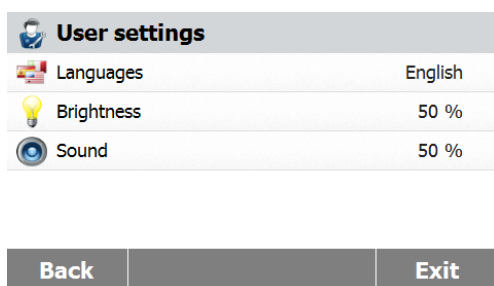 User settings
Languages English
Brightness 50 %
Sound 50 %
Back Exit